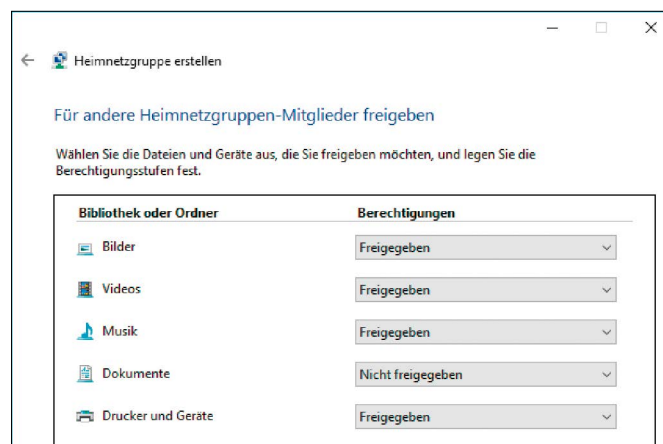 Heimnetzgruppe erstellen
Für andere Heimnetzgruppen-Mitglieder freigeben
Wählen Sie die Dateien und Geräte aus, die Sie freigeben möchten, und legen Sie die
Berechtigungsstufen fest.
Bibliothek oder Ordner Berechtigungen
Bilder Freigegeben
Videos Freigegeben
Musik Freigegeben
Dokumente Nicht freigegeben
Drucker und Geräte Freigegeben